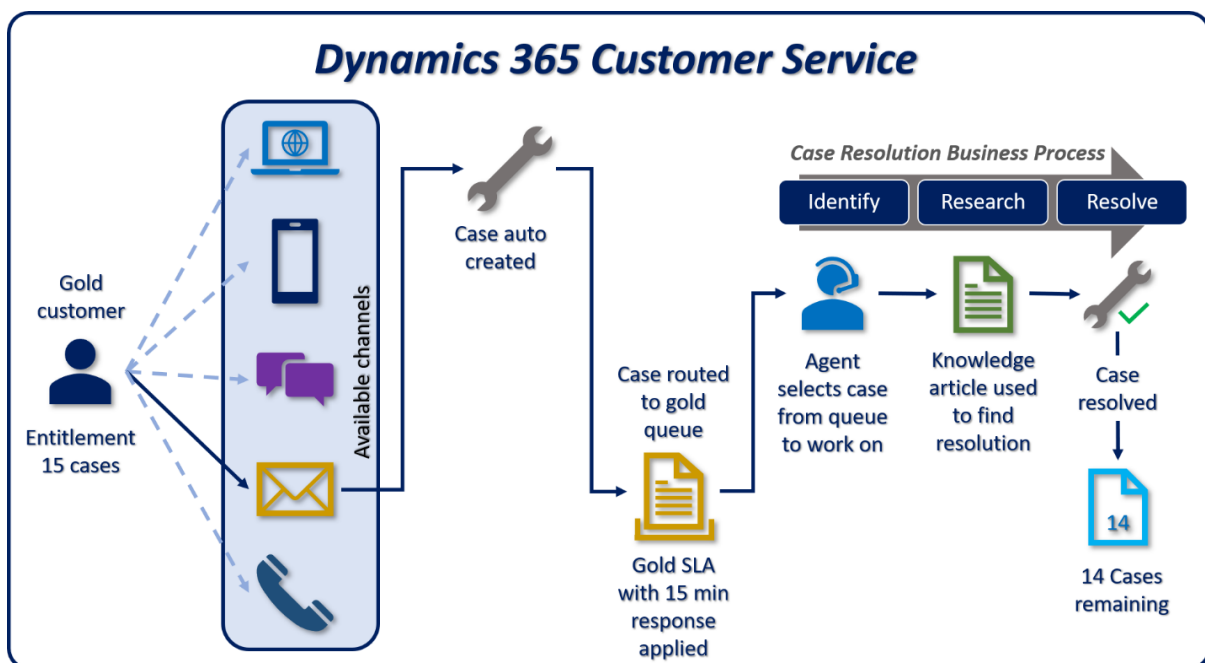 Dynamics 365 Customer Service
Gold
customer
Entitlement
15 cases
Available channels
Case auto
created
Case routed
to gold
queue
Gold SLA
with 15 min
response
applied
Case Resolution Business Process
Identify
Research
Resolve
Agent
selects case
from queue
to work on
Knowledge
article used
to find
resolution
Case
resolved
14
14 Cases
remaining